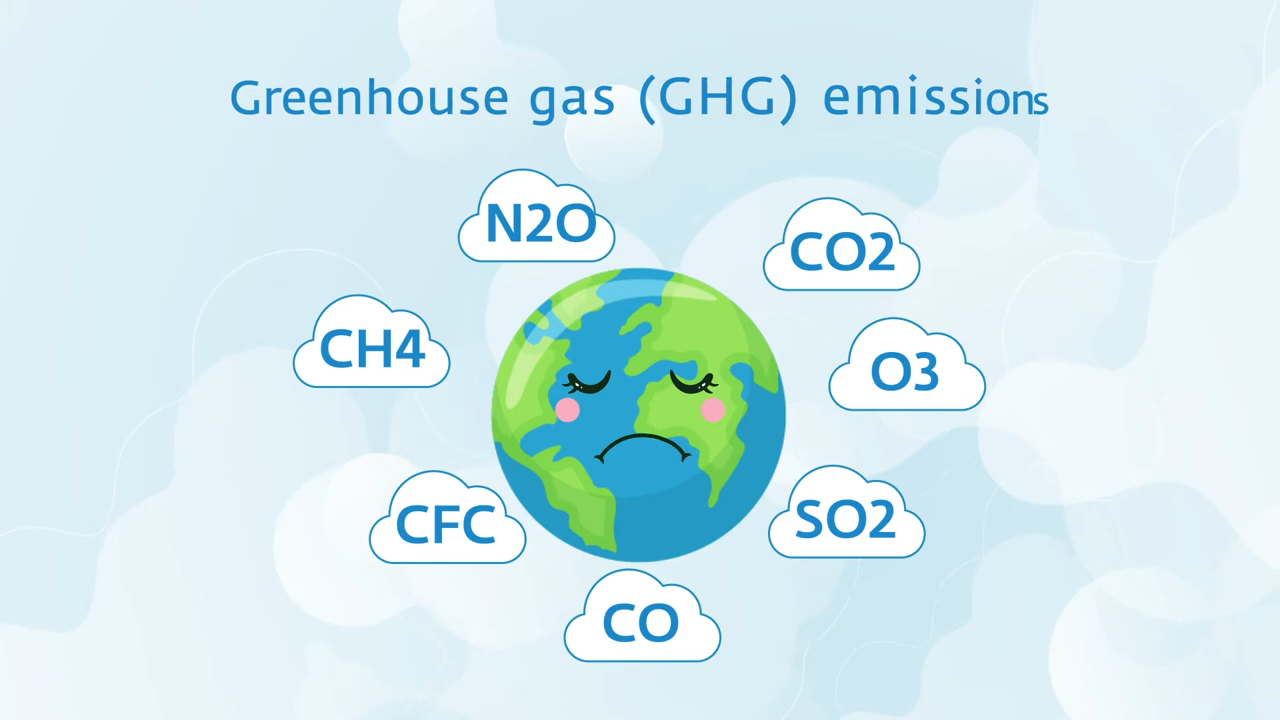 Greenhouse gas (GHG) emissions
N2O
CO2
CH4
O3
CFC
SO2
CO